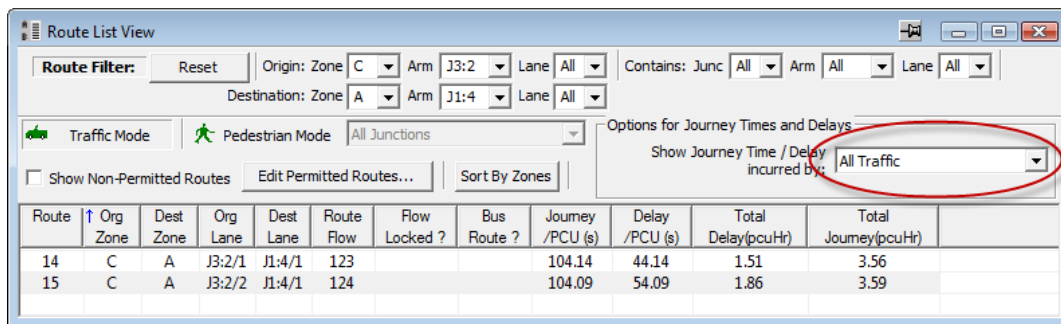 Route List View
Route Filter: Reset Origin: Zone C Arm J3:2 Lane All Contains: Junc All Arm All Lane All
Destination: Zone A Arm J1:4 Lane All
Traffic Mode Pedestrian Mode All Junctions
Options for Journey Times and Delays
Show Journey Time / Delay incurred by: All Traffic
Show Non-Permitted Routes Edit Permitted Routes... Sort By Zones
Route ↑ Org Zone Dest Zone Org Lane Dest Lane Route Flow Flow Locked ? Bus Route ? Journey /PCU (s) Delay /PCU (s) Total Delay(pcuHr) Total Journey(pcuHr)
14 C A J3:2/1 J1:4/1 123 104.14 44.14 1.51 3.56
15 C A J3:2/2 J1:4/1 124 104.09 54.09 1.86 3.59